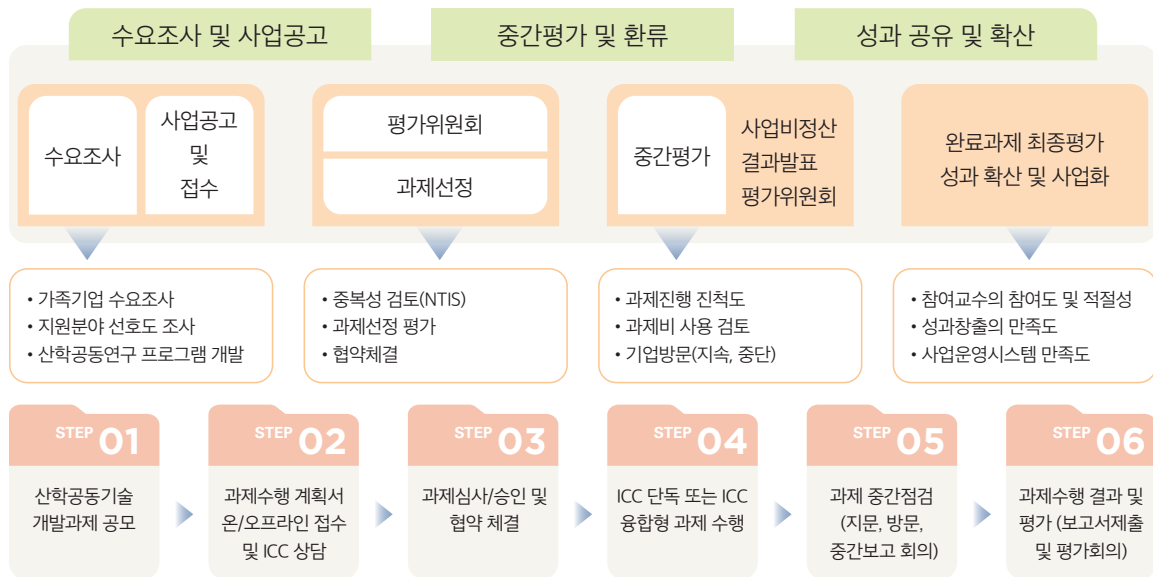 수요조사 및 사업공고
중간평가 및 환류
성과 공유 및 확산
수요조사
사업공고
및
접수
평가위원회
과제선정
중간평가
사업비정산
결과발표
평가위원회
완료과제 최종평가
성과 확산 및 사업화
• 가족기업 수요조사
• 지원분야 선호도 조사
• 산학공동연구 프로그램 개발
• 중복성 검토(NTIS)
• 과제선정 평가
• 협약체결
• 과제진행 진척도
• 과제비 사용 검토
• 기업방문(지속, 중단)
• 참여교수의 참여도 및 적절성
• 성과창출의 만족도
• 사업운영시스템 만족도
STEP 01
산학공동기술
개발과제 공모
STEP 02
과제수행 계획서
온/오프라인 접수
및 ICC 상담
STEP 03
과제심사/승인 및
협약 체결
STEP 04
ICC 단독 또는 ICC
융합형 과제 수행
STEP 05
과제 중간점검
(지문, 방문,
중간보고 회의)
STEP 06
과제수행 결과 및
평가 (보고서제출
및 평가회의)